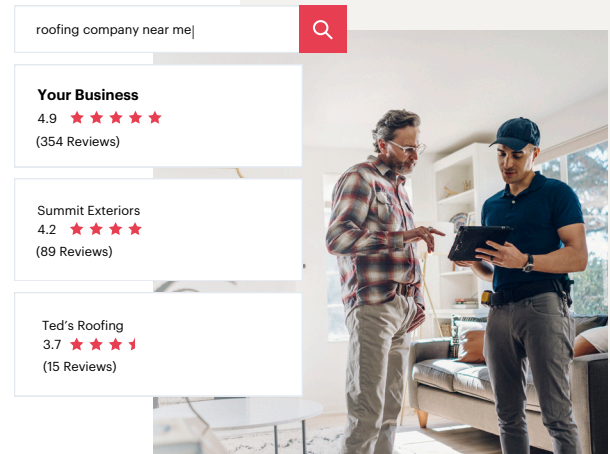 roofing company near me
Your Business
4.9
(354 Reviews)
Summit Exteriors
4.2
(89 Reviews)
Ted's Roofing
3.7
(15 Reviews)